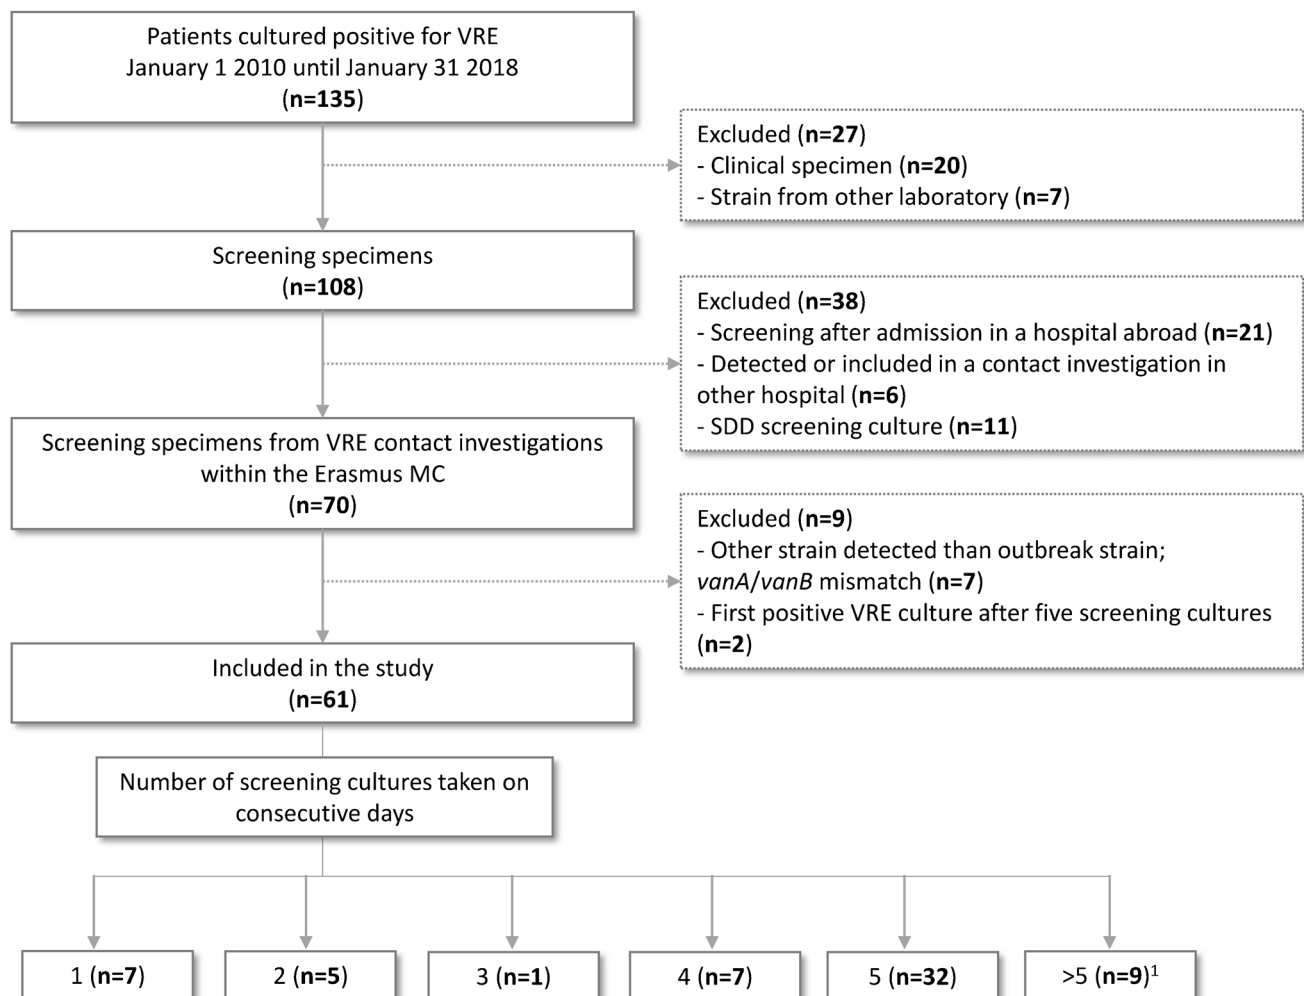 Patients cultured positive for VRE
January 1 2010 until January 31 2018
(n=135)
Excluded (n=27)
- Clinical specimen (n=20)
- Strain from other laboratory (n=7)
Screening specimens
(n=108)
Excluded (n=38)
- Screening after admission in a hospital abroad (n=21)
- Detected or included in a contact investigation in
other hospital (n=6)
- SDD screening culture (n=11)
Screening specimens from VRE contact investigations
within the Erasmus MC
(n=70)
Excluded (n=9)
- Other strain detected than outbreak strain;
vanA/vanB mismatch (n=7)
- First positive VRE culture after five screening cultures
(n=2)
Included in the study
(n=61)
Number of screening cultures taken on
consecutive days
1 (n=7)
2 (n=5)
3 (n=1)
4 (n=7)
5 (n=32)
>5 (n=9)¹